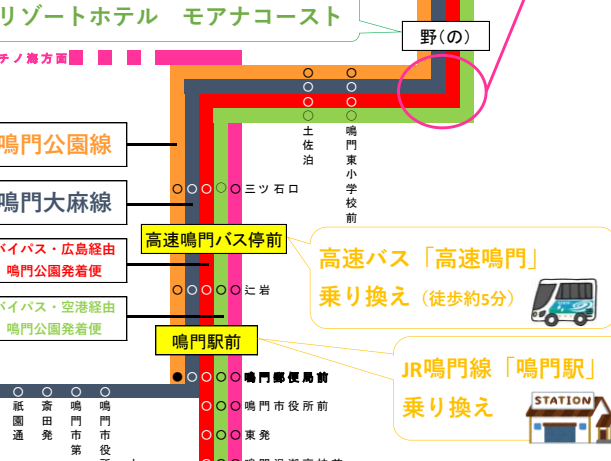 リゾートホテル　モアナコースト
野(の)
チノ海方面
土佐泊
鳴門東小学校前
鳴門公園線
三ツ石口
鳴門大麻線
高速鳴門バス停前
バイパス・広島経由
鳴門公園発着便
高速バス「高速鳴門」
乗り換え（徒歩約5分）
辻岩
バイパス・空港経由
鳴門公園発着便
鳴門駅前
JR鳴門線「鳴門駅」
乗り換え
STATION
鳴門郵便局前
祇園通
斎田発
鳴門市第
鳴門市役
鳴門市役所前
東発